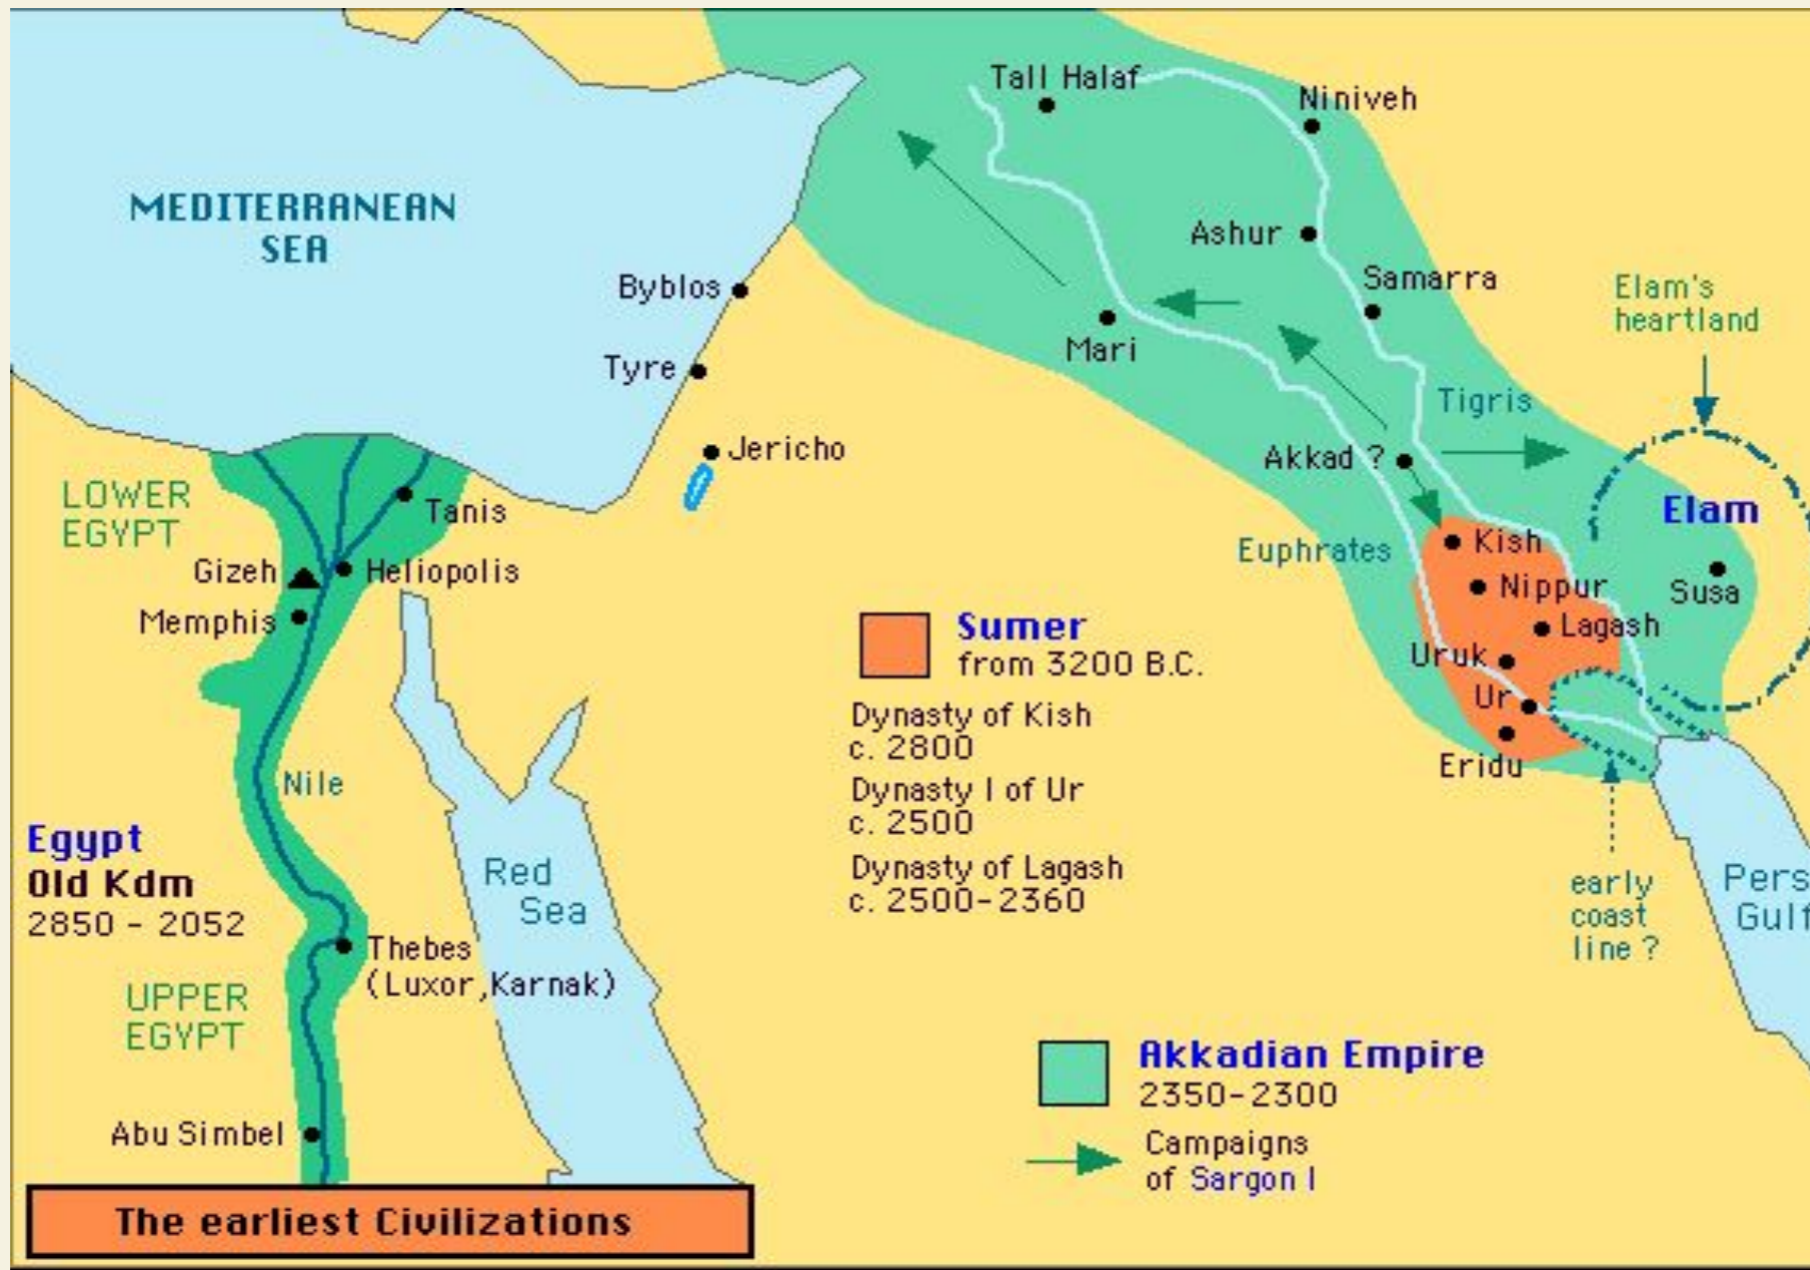 Tall Halaf
Niniveh
MEDITERRANEAN
SEA
Ashur
Samarra
Byblos
Elam's
heartland
Mari
Tyre
Tigris
Jericho
Akkad ?
LOWER
EGYPT
Tanis
Elam
Euphrates
Kish
Gizeh
Heliopolis
Nippur
Susa
Memphis
Sumer
from 3200 B.C.
Lagash
Uruk
Ur
Dynasty of Kish
c. 2800
Eridu
Nile
Dynasty I of Ur
c. 2500
Egypt
Old Kdm
2850 - 2052
Red
Sea
Dynasty of Lagash
c. 2500-2360
early
coast
line ?
Pers
Gulf
Thebes
(Luxor,Karnak)
UPPER
EGYPT
Akkadian Empire
2350-2300
Abu Simbel
Campaigns
of Sargon I
The earliest Civilizations